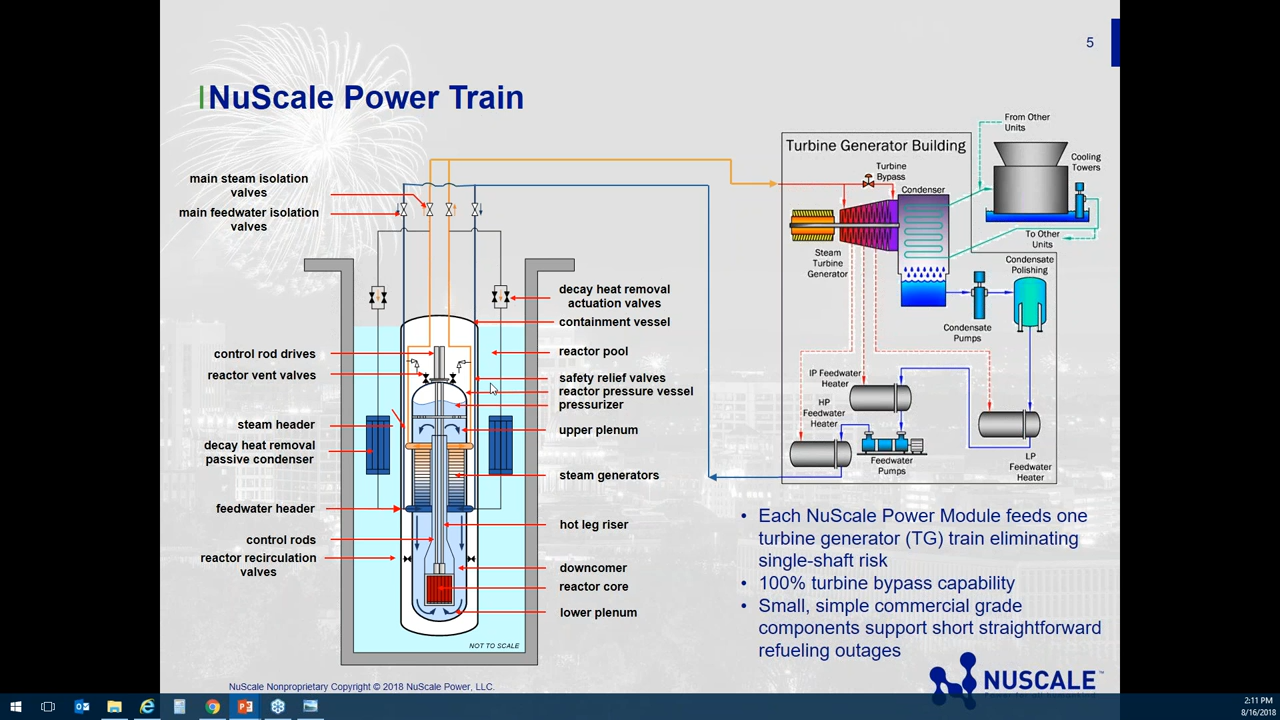 5
NuScale Power Train
main steam isolation
valves
main feedwater isolation
valves
control rod drives
reactor vent valves
steam header
decay heat removal
passive condenser
feedwater header
control rods
reactor recirculation
valves
decay heat removal
actuation valves
containment vessel
reactor pool
safety relief valves
reactor pressure vessel
pressurizer
upper plenum
steam generators
hot leg riser
downcomer
reactor core
lower plenum
NOT TO SCALE
Turbine Generator Building
From Other
Units
Turbine
Bypass
Condenser
Cooling
Towers
To Other
Units
Steam
Turbine
Generator
Condensate
Polishing
Condensate
Pumps
IP Feedwater
Heater
HP
Feedwater
Heater
Feedwater
Pumps
LP
Feedwater
Heater
• Each NuScale Power Module feeds one
turbine generator (TG) train eliminating
single-shaft risk
• 100% turbine bypass capability
• Small, simple commercial grade
components support short straightforward
refueling outages
NUSCALE™
NuScale Nonproprietary Copyright © 2018 NuScale Power, LLC.
2:11 PM
8/16/2018